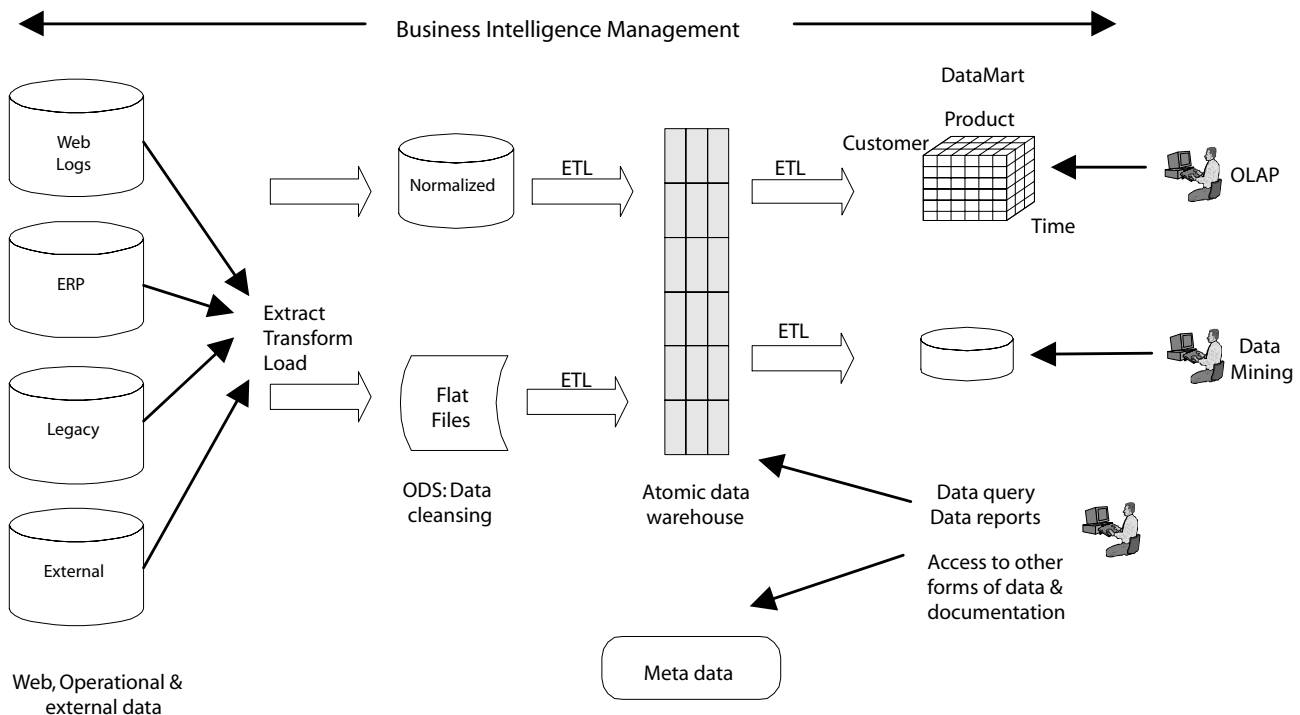 Business Intelligence Management
DataMart
Product
Customer
Time
OLAP
Web
Logs
Normalized
ETL
ETL
ERP
Extract
Transform
Load
ETL
Data
Mining
Legacy
Flat
Files
ETL
ODS: Data
cleansing
Atomic data
warehouse
Data query
Data reports
External
Access to other
forms of data &
documentation
Meta data
Web, Operational &
external data